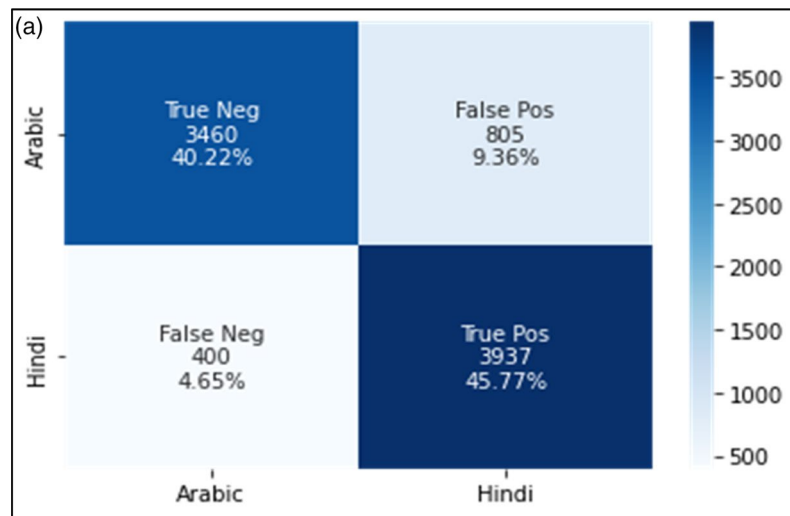 (a)
Arabic
True Neg
3460
40.22%
False Pos
805
9.36%
Hindi
False Neg
400
4.65%
True Pos
3937
45.77%
Arabic
Hindi
3500
3000
2500
2000
1500
1000
500